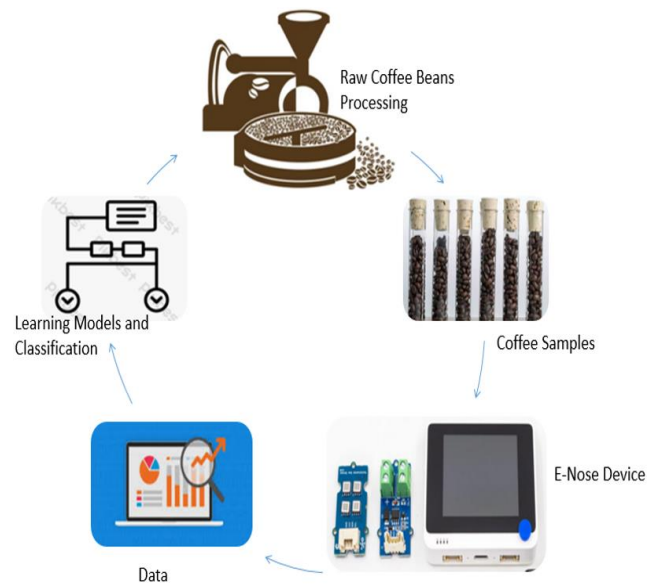 Raw Coffee Beans
Processing
Coffee Samples
E-Nose Device
Data
Learning Models and
Classification